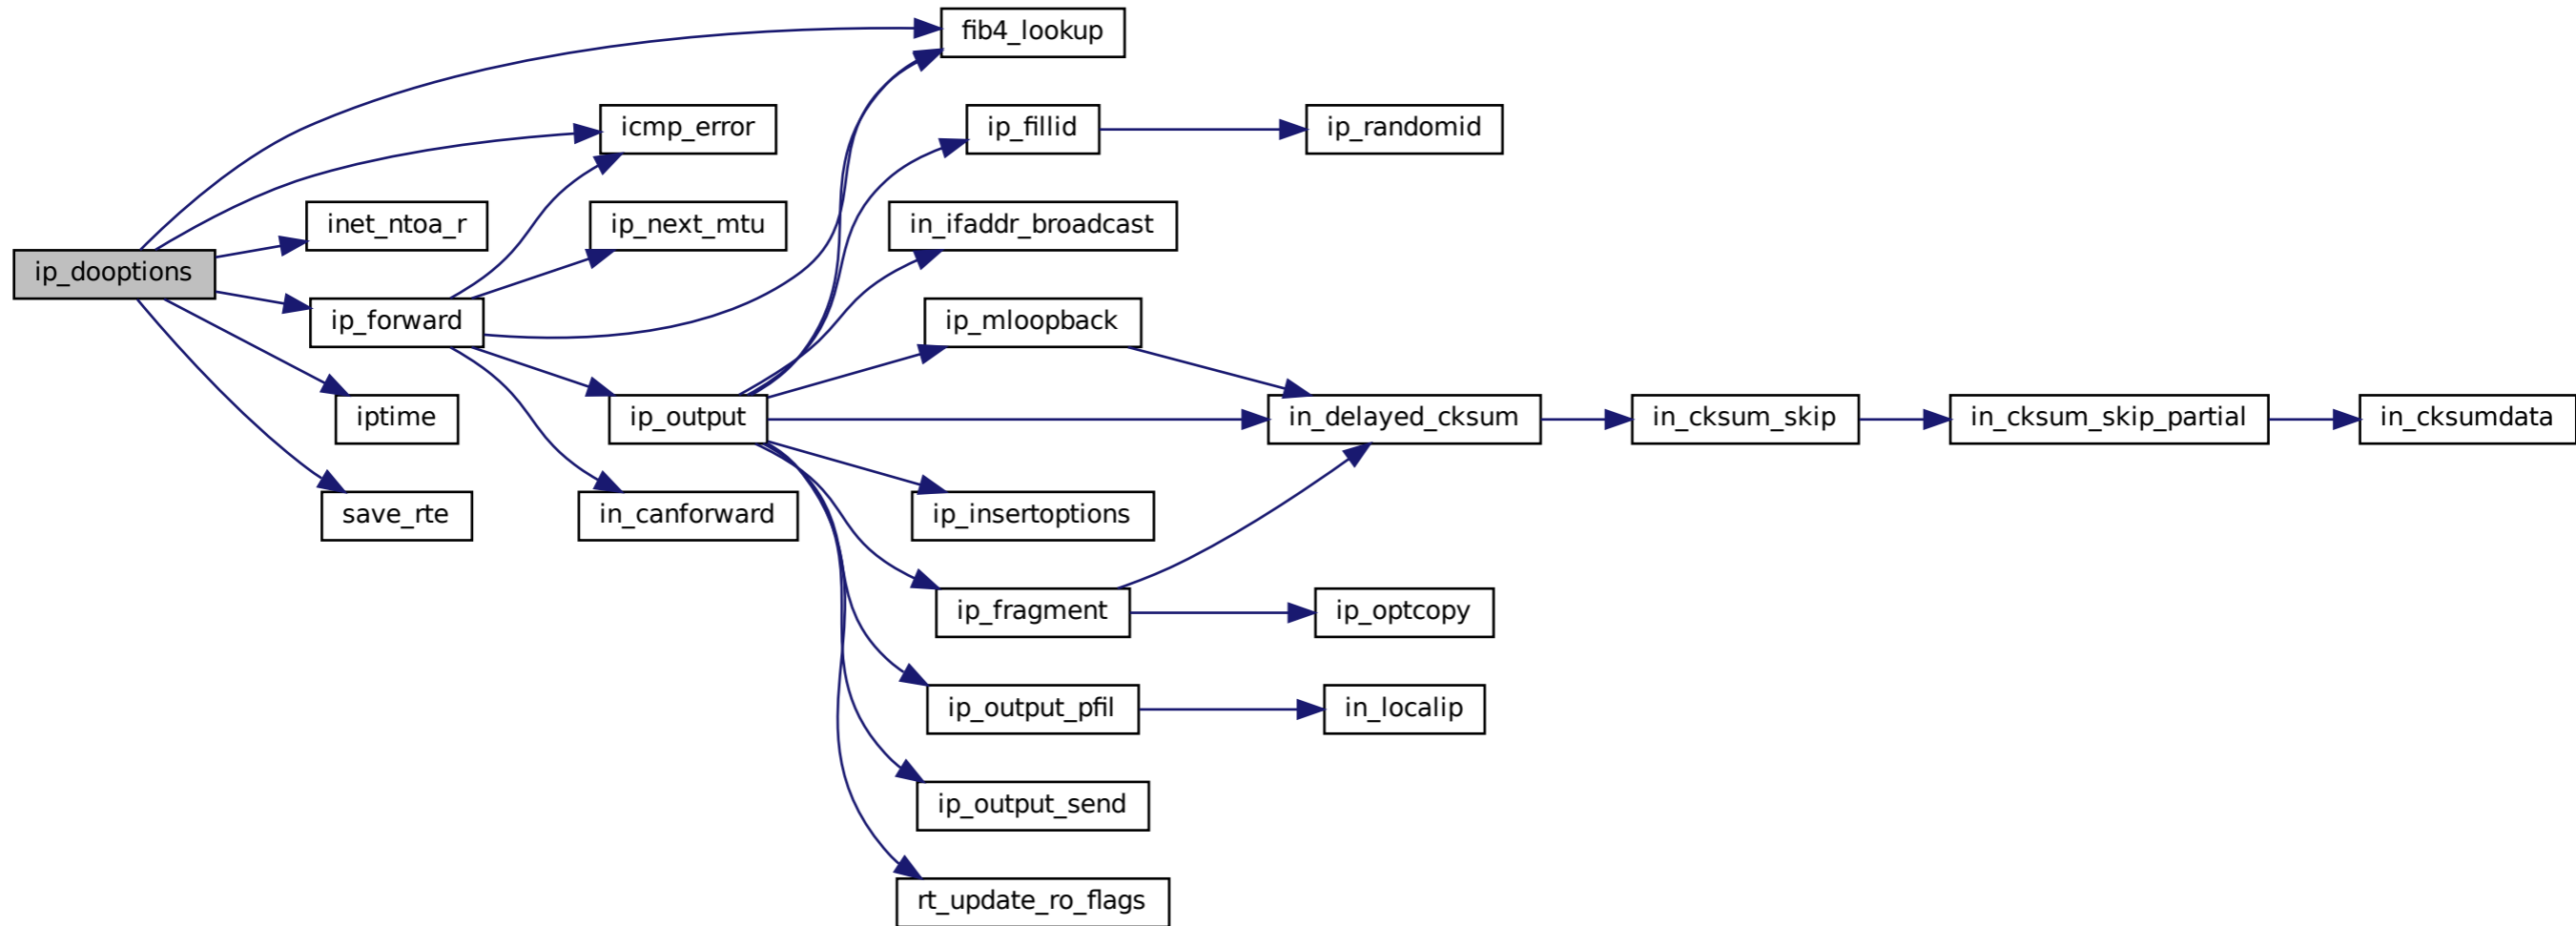 fib4_lookup
icmp_error
ip_fillid
ip_randomid
inet_ntoa_r
ip_next_mtu
in_ifaddr_broadcast
ip_dooptions
ip_forward
ip_mloopback
iptime
ip_output
in_delayed_cksum
in_cksum_skip
in_cksum_skip_partial
in_cksumdata
save_rte
in_canforward
ip_insertoptions
ip_fragment
ip_optcopy
ip_output_pfil
in_localip
ip_output_send
rt_update_ro_flags